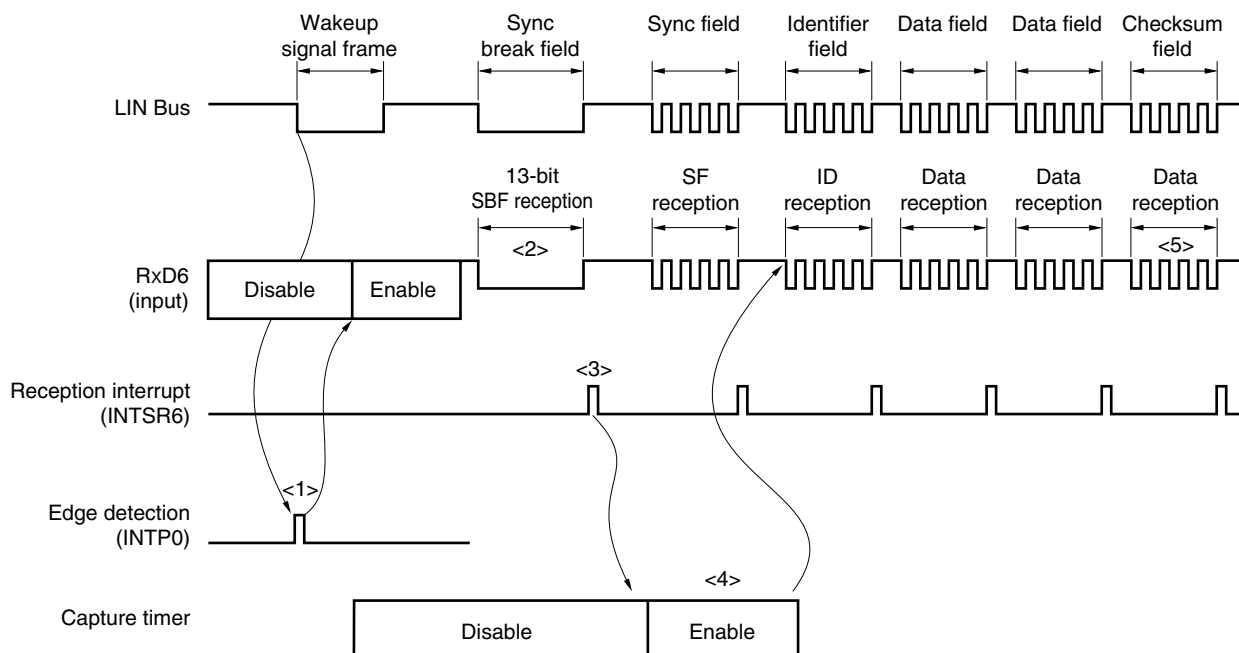 Wakeup
signal frame
Sync
break field
Sync field
Identifier
field
Data field
Data field
Checksum
field
LIN Bus
13-bit
SBF reception
SF
reception
ID
reception
Data
reception
Data
reception
Data
reception
<2>
<5>
RxD6
(input)
Disable
Enable
Reception interrupt
(INTSR6)
<3>
Edge detection
(INTP0)
<1>
Capture timer
Disable
Enable
<4>